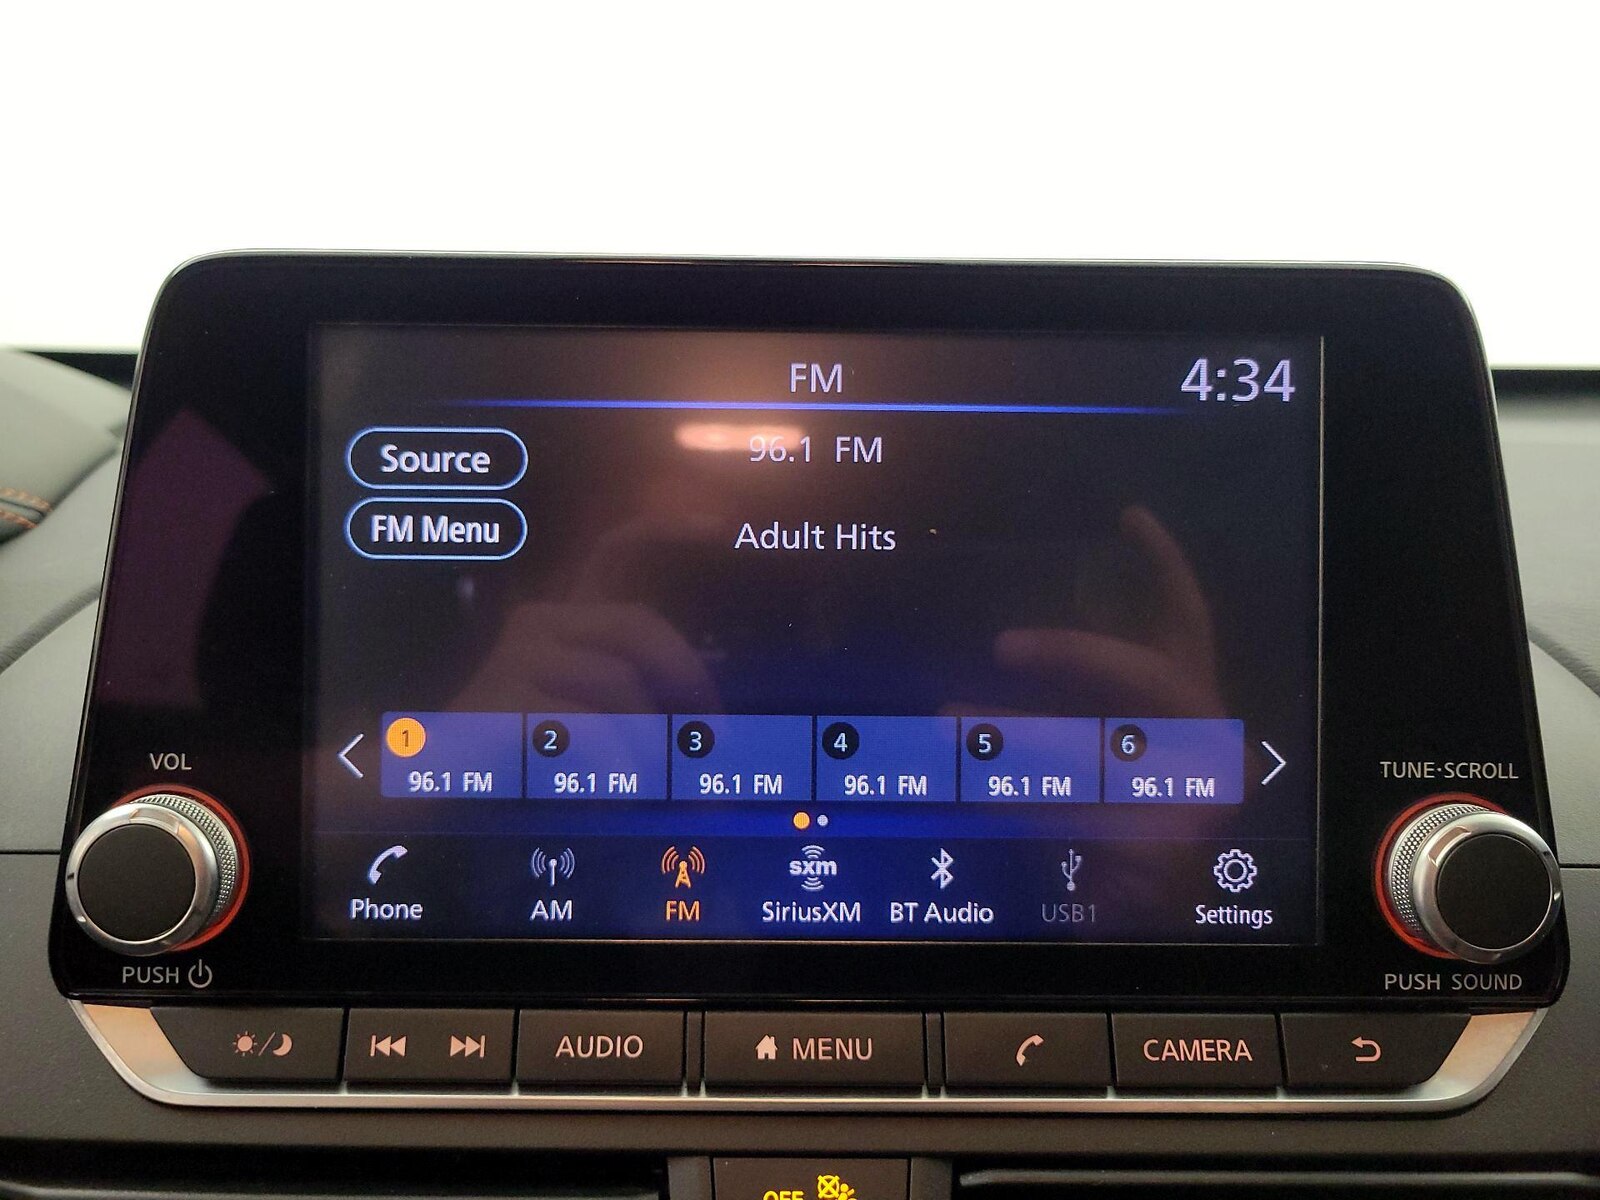 FM
4:34
Source
96.1 FM
FM Menu
Adult Hits
1
2
3
4
5
6
96.1 FM
96.1 FM
96.1 FM
96.1 FM
96.1 FM
96.1 FM
VOL
TUNE·SCROLL
sxm
Phone
AM
FM
SiriusXM
BT Audio
USB1
Settings
PUSH
PUSH SOUND
AUDIO
MENU
CAMERA
OFF